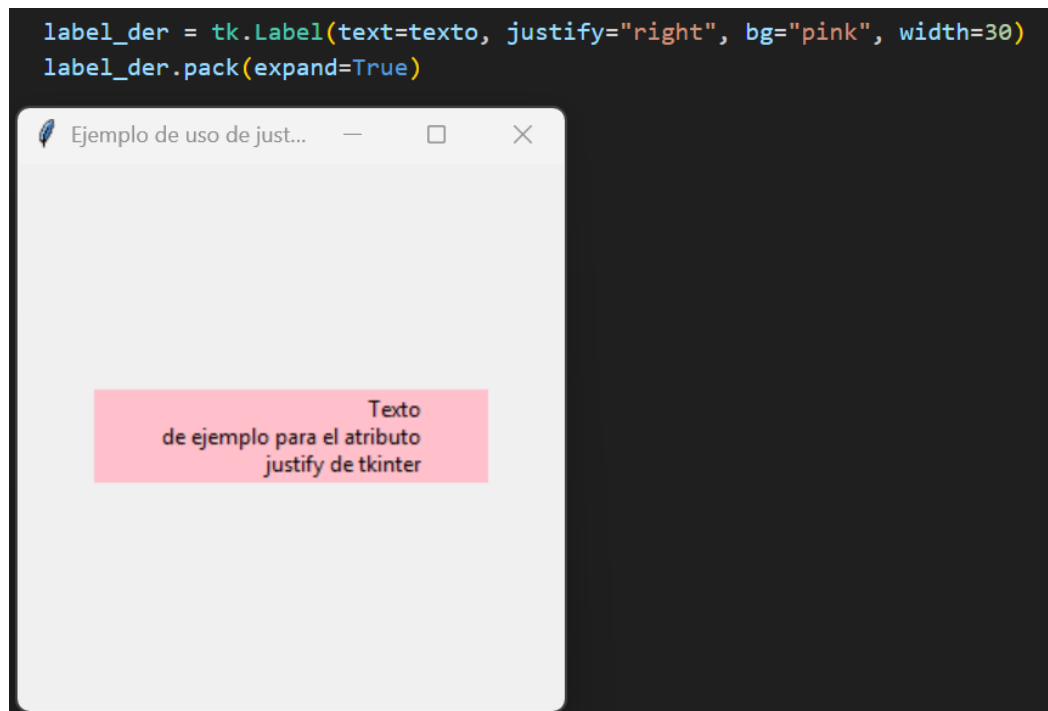 label_der = tk.Label(text=texto, justify="right", bg="pink", width=30)
label_der.pack(expand=True)
Ejemplo de uso de just...
Texto
de ejemplo para el atributo
justify de tkinter